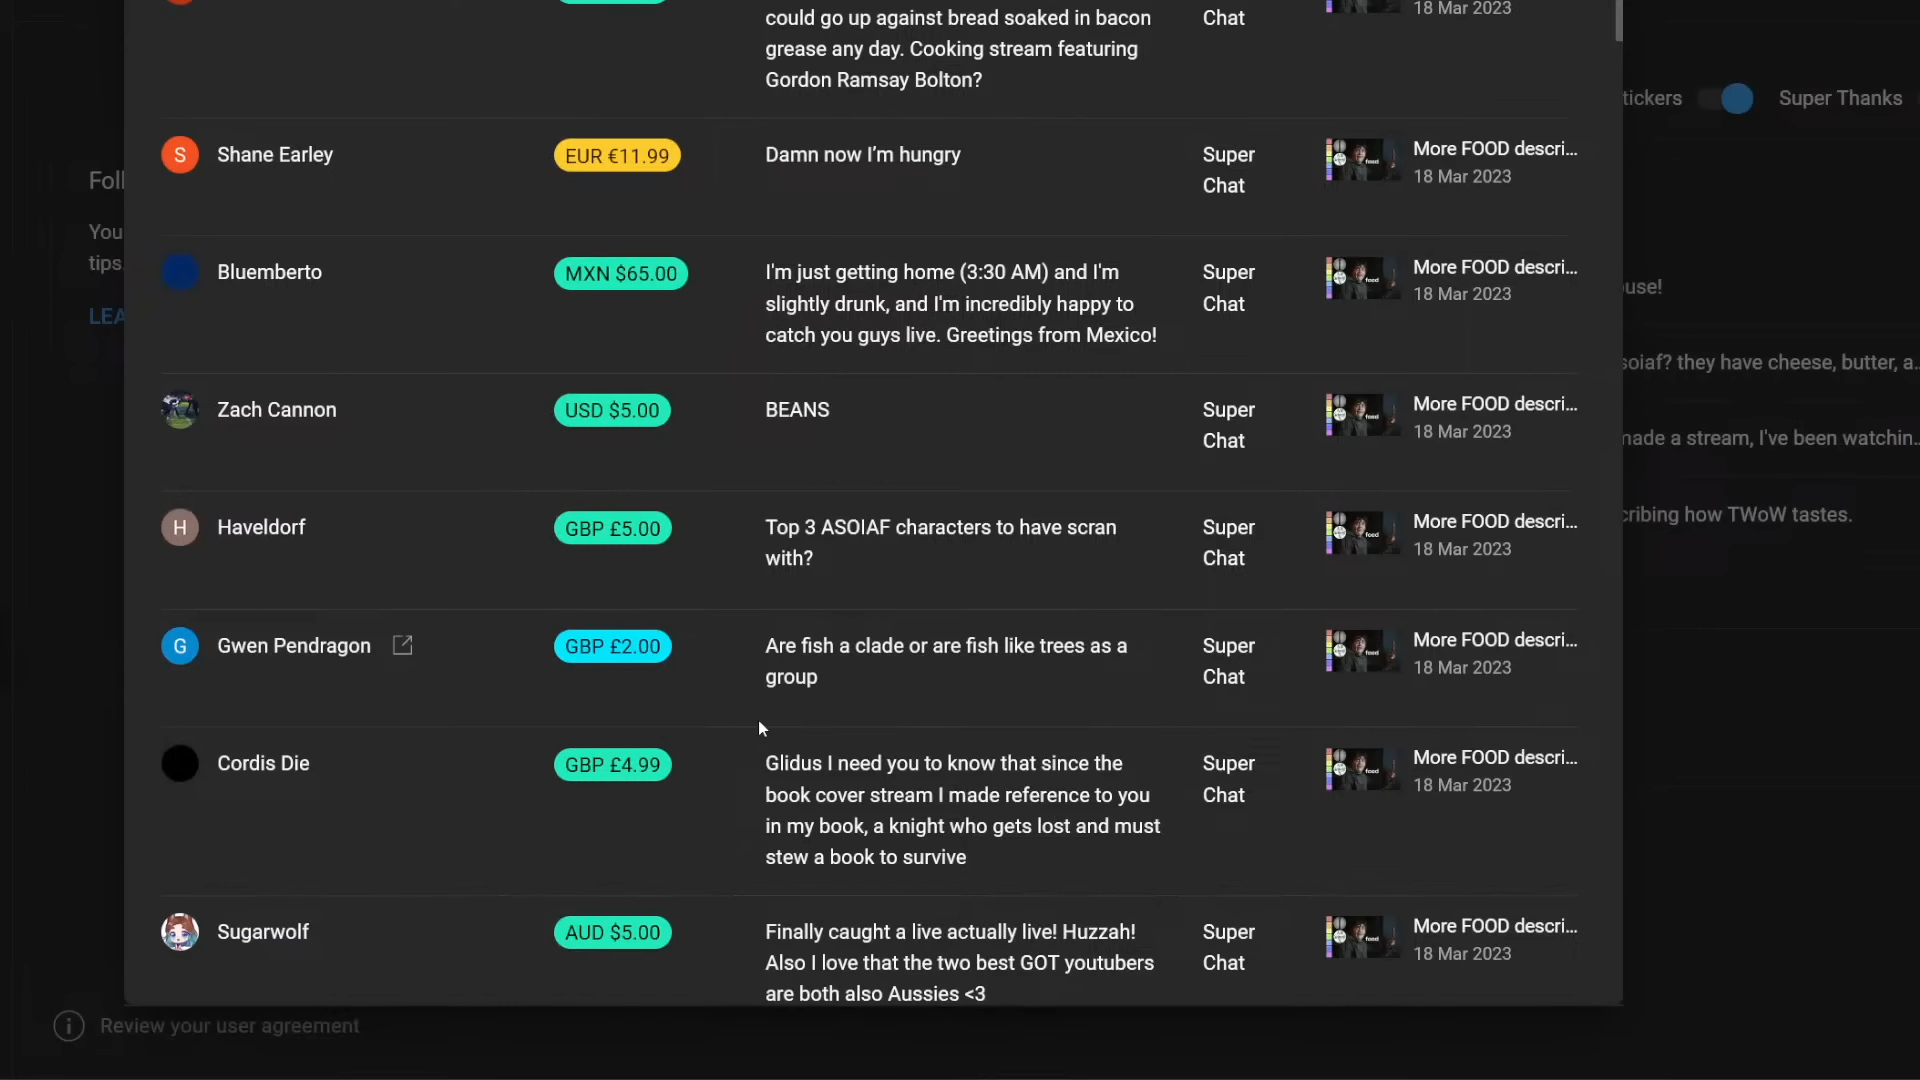 could go up against bread soaked in bacon
grease any day. Cooking stream featuring
Gordon Ramsay Bolton?
Chat
18 Mar 2023
tickers
Super Thanks
S
Shane Earley
EUR €11.99
Damn now I'm hungry
Super
Chat
More FOOD descri...
18 Mar 2023
Foll
You
tips.
LEA
Bluemberto
MXN $65.00
I'm just getting home (3:30 AM) and I'm
slightly drunk, and I'm incredibly happy to
catch you guys live. Greetings from Mexico!
Super
Chat
More FOOD descri...
18 Mar 2023
use!
soiaf? they have cheese, butter, a...
Zach Cannon
USD $5.00
BEANS
Super
Chat
More FOOD descri...
18 Mar 2023
made a stream, I've been watchin...
Haveldorf
H
GBP £5.00
Top 3 ASOIAF characters to have scran
with?
Super
Chat
More FOOD descri...
18 Mar 2023
cribing how TWoW tastes.
G
Gwen Pendragon
GBP £2.00
Are fish a clade or are fish like trees as a
group
Super
Chat
More FOOD descri...
18 Mar 2023
Cordis Die
GBP £4.99
Glidus I need you to know that since the
book cover stream I made reference to you
in my book, a knight who gets lost and must
stew a book to survive
Super
Chat
More FOOD descri...
18 Mar 2023
Sugarwolf
AUD $5.00
Finally caught a live actually live! Huzzah!
Also I love that the two best GOT youtubers
are both also Aussies <3
Super
Chat
More FOOD descri...
18 Mar 2023
Review your user agreement